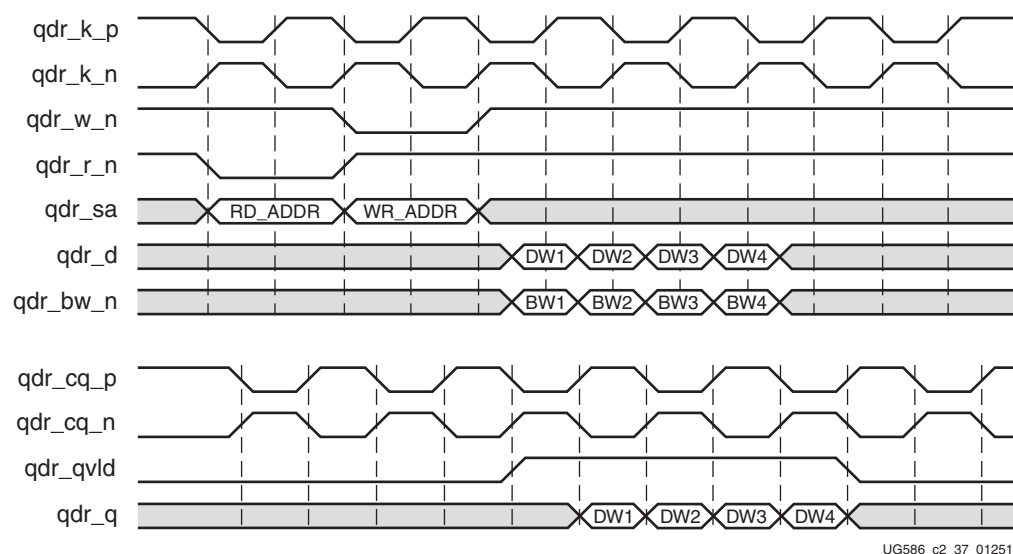 qdr_k_p
qdr_k_n
qdr_w_n
qdr_r_n
qdr_sa RD_ADDR WR_ADDR
qdr_d DW1 DW2 DW3 DW4
qdr_bw_n BW1 BW2 BW3 BW4
qdr_cq_p
qdr_cq_n
qdr_qvld
qdr_q DW1 DW2 DW3 DW4
UG586_c2_37_01251